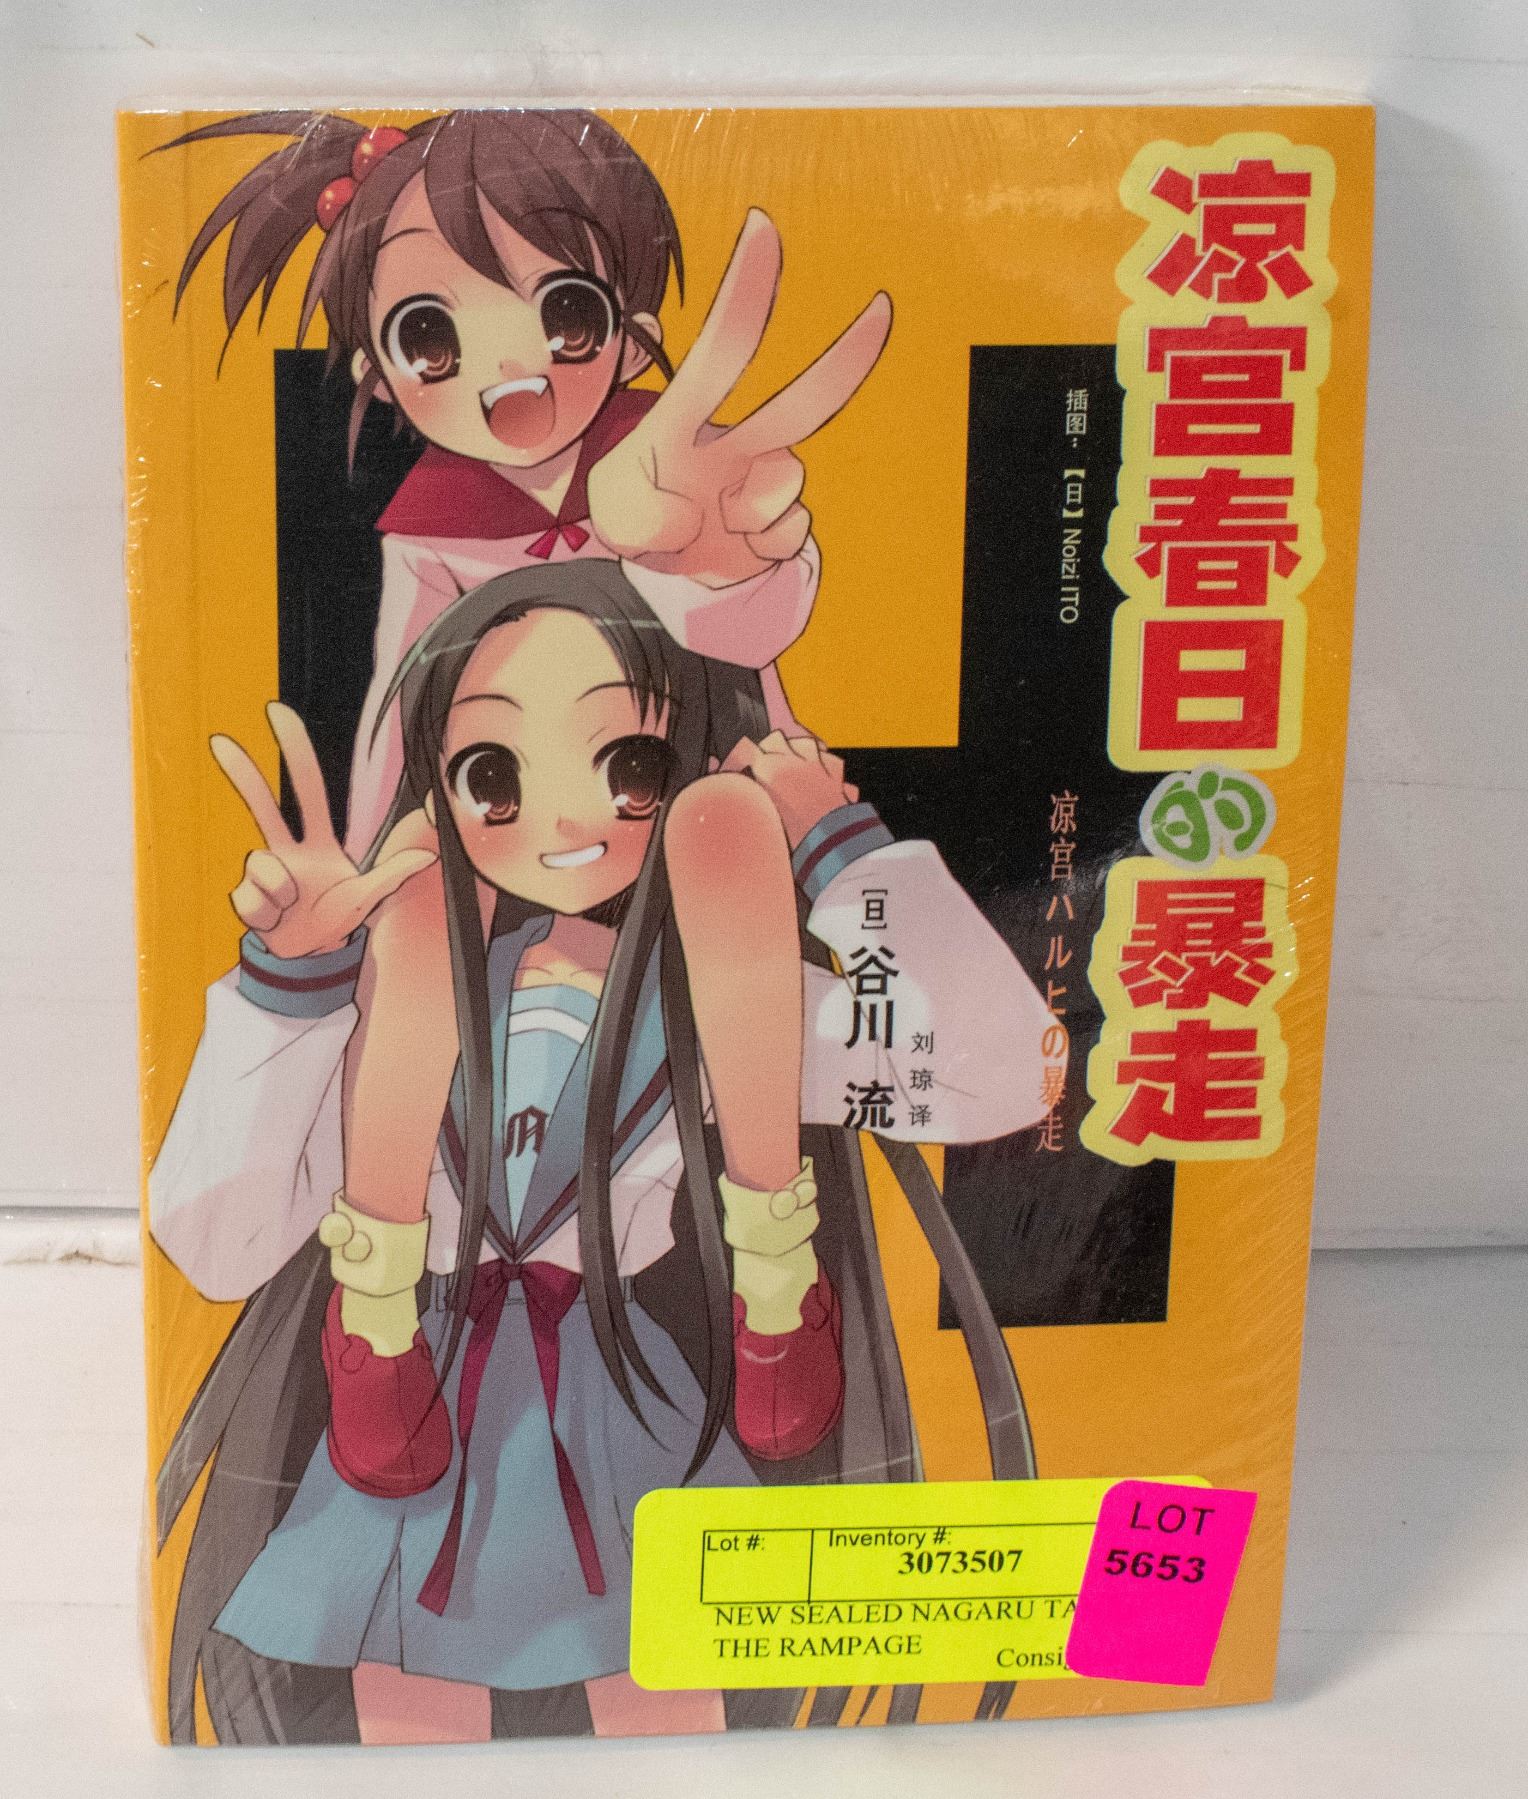 凉宫春日的暴走
插图：【日】Noizi ITO
凉宫ハルヒの暴走
[日]谷川 流
刘琼译
Lot #:
Inventory #:
3073507
NEW SEALED NAGARU
THE RAMPAGE
LOT
5653